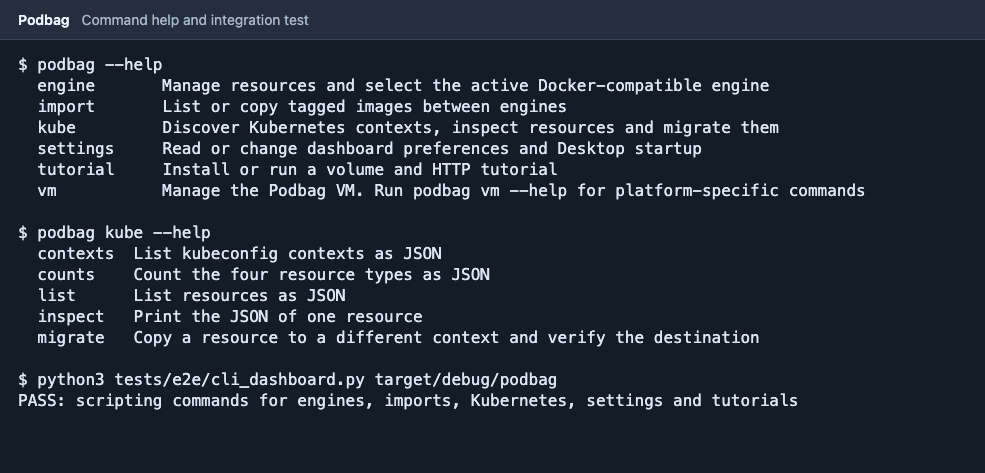 Podbag Command help and integration test
$ podbag --help
engine Manage resources and select the active Docker-compatible engine
import List or copy tagged images between engines
kube Discover Kubernetes contexts, inspect resources and migrate them
settings Read or change dashboard preferences and Desktop startup
tutorial Install or run a volume and HTTP tutorial
vm Manage the Podbag VM. Run podbag vm --help for platform-specific commands
$ podbag kube --help
contexts List kubeconfig contexts as JSON
counts Count the four resource types as JSON
list List resources as JSON
inspect Print the JSON of one resource
migrate Copy a resource to a different context and verify the destination
$ python3 tests/e2e/cli_dashboard.py target/debug/podbag
PASS: scripting commands for engines, imports, Kubernetes, settings and tutorials